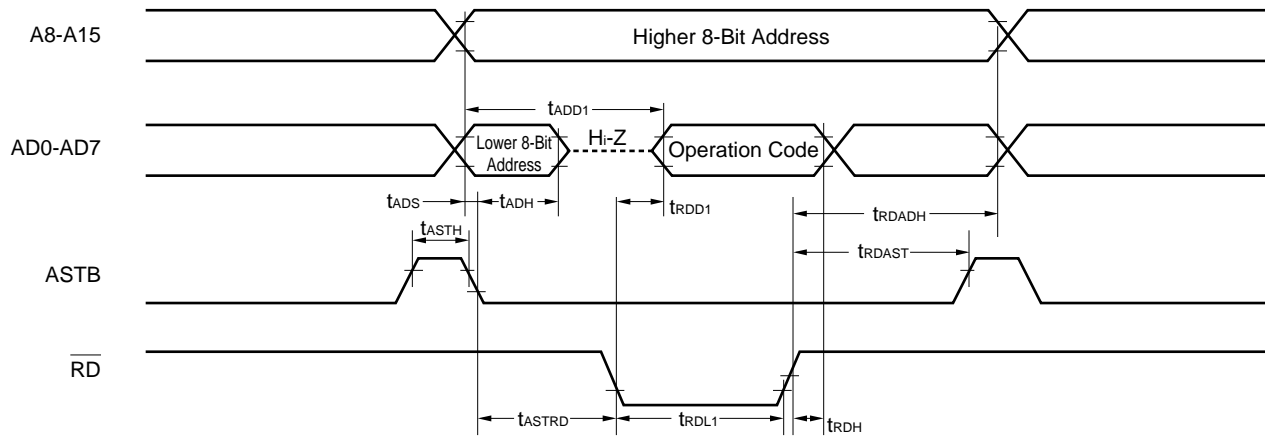 A8-A15
Higher 8-Bit Address
tADD1
AD0-AD7
Lower 8-Bit
Address
Hi-Z
Operation Code
tADS
tADH
tRDD1
tRDADH
tASTH
tRDAST
ASTB
RD
tASTRD
tRDL1
tRDH